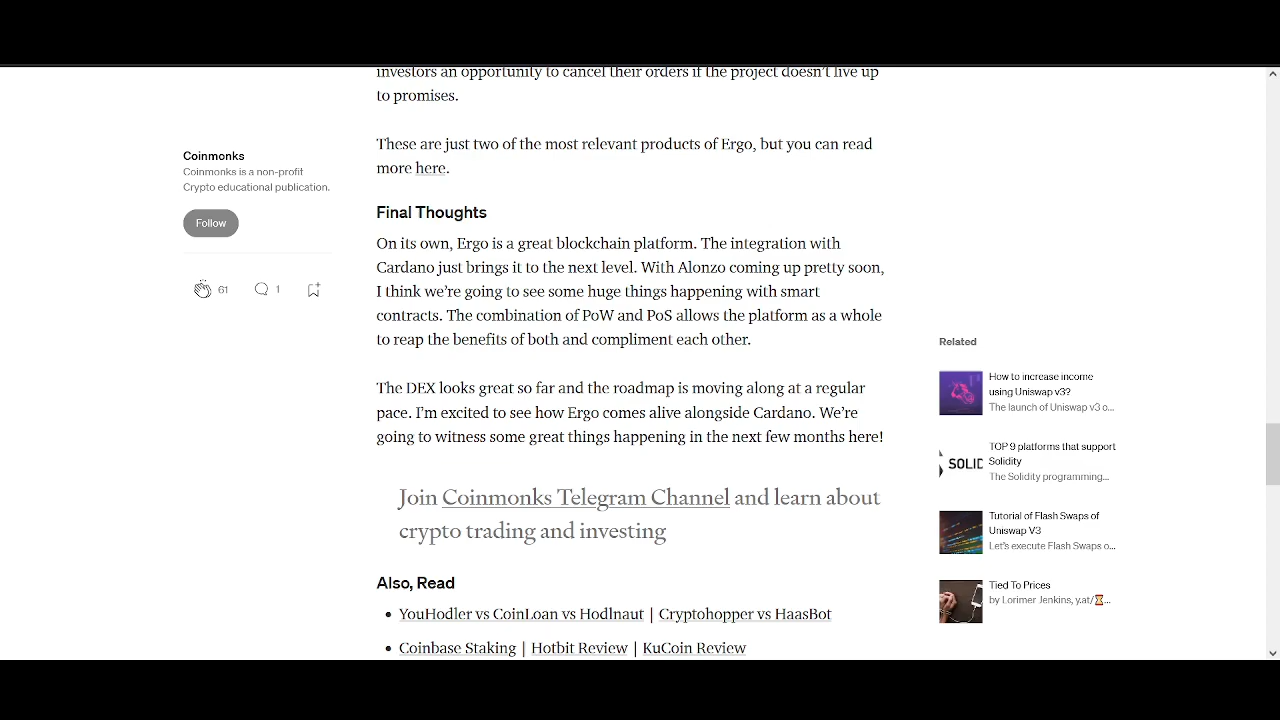 investors an opportunity to cancel their orders if the project doesn't live up
to promises.
These are just two of the most relevant products of Ergo, but you can read
more here.
Coinmonks
Coinmonks is a non-profit
Crypto educational publication.
Follow
61
1
Final Thoughts
On its own, Ergo is a great blockchain platform. The integration with
Cardano just brings it to the next level. With Alonzo coming up pretty soon,
I think we're going to see some huge things happening with smart
contracts. The combination of PoW and PoS allows the platform as a whole
to reap the benefits of both and compliment each other.
The DEX looks great so far and the roadmap is moving along at a regular
pace. I'm excited to see how Ergo comes alive alongside Cardano. We're
going to witness some great things happening in the next few months here!
Join Coinmonks Telegram Channel and learn about
crypto trading and investing
Also, Read
• YouHodler vs CoinLoan vs Hodlnaut | Cryptohopper vs HaasBot
• Coinbase Staking | Hotbit Review | KuCoin Review
Related
How to increase income
using Uniswap v3?
The launch of Uniswap v3 o...
SOLID
TOP 9 platforms that support
Solidity
The Solidity programming...
Tutorial of Flash Swaps of
Uniswap V3
Let's execute Flash Swaps o...
Tied To Prices
by Lorimer Jenkins, y.at/⏳...